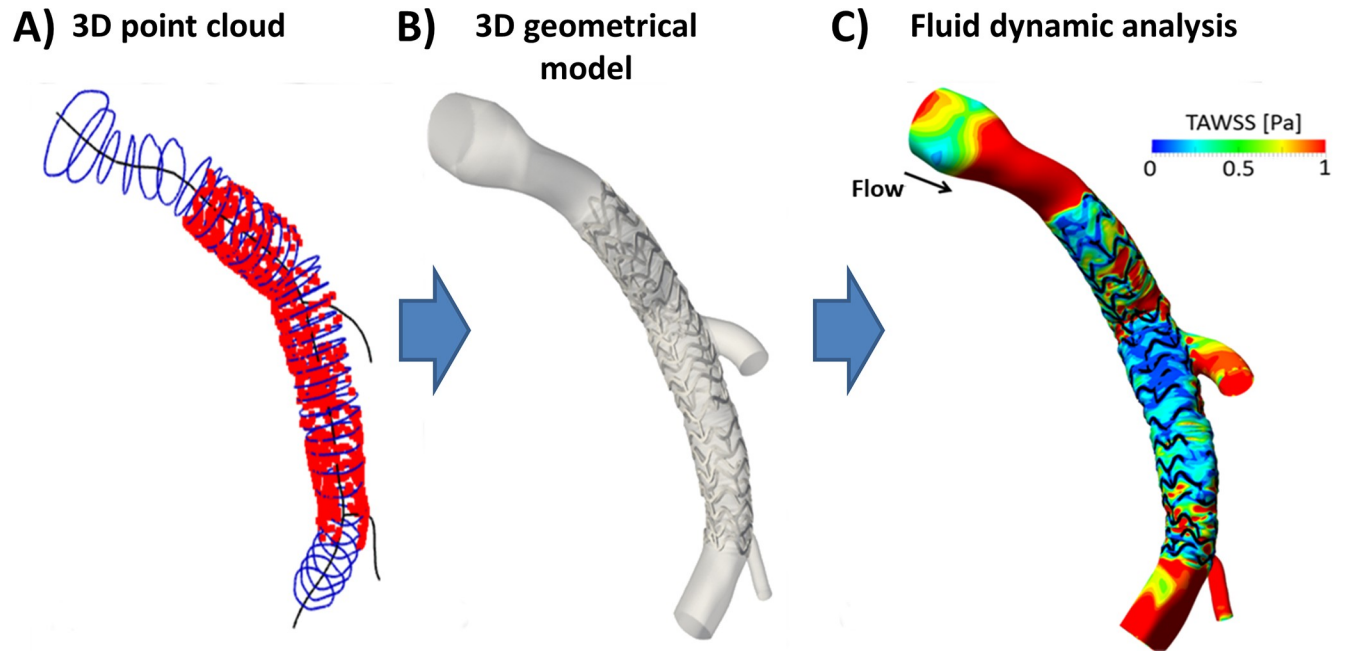 A) 3D point cloud
B) 3D geometrical
model
C) Fluid dynamic analysis
TAWSS [Pa]
0 0.5 1
Flow